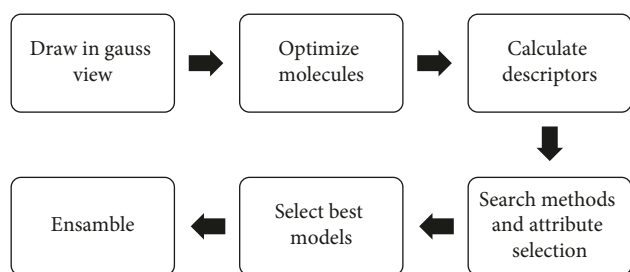 Draw in gauss
view
Optimize
molecules
Calculate
descriptors
Search methods
and attribute
selection
Select best
models
Ensamble